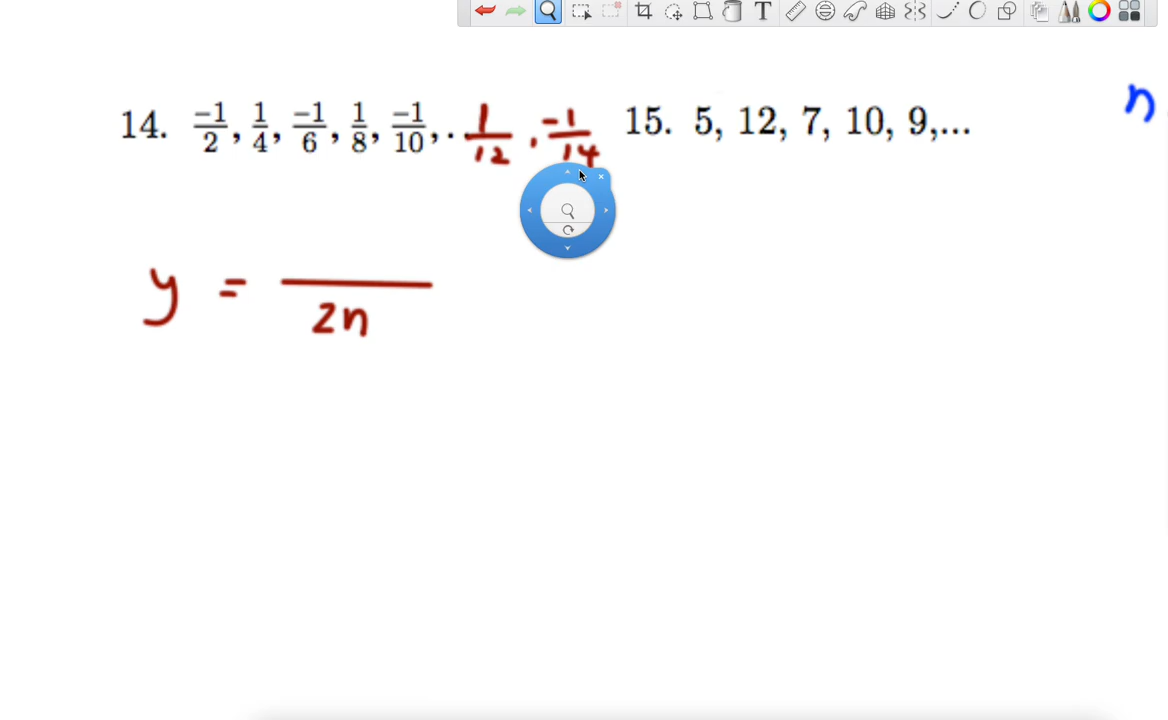 n
14. -1/2, 1/4, -1/6, 1/8, -1/10, .. 1/12, -1/14 15. 5, 12, 7, 10, 9,...
y = /2n